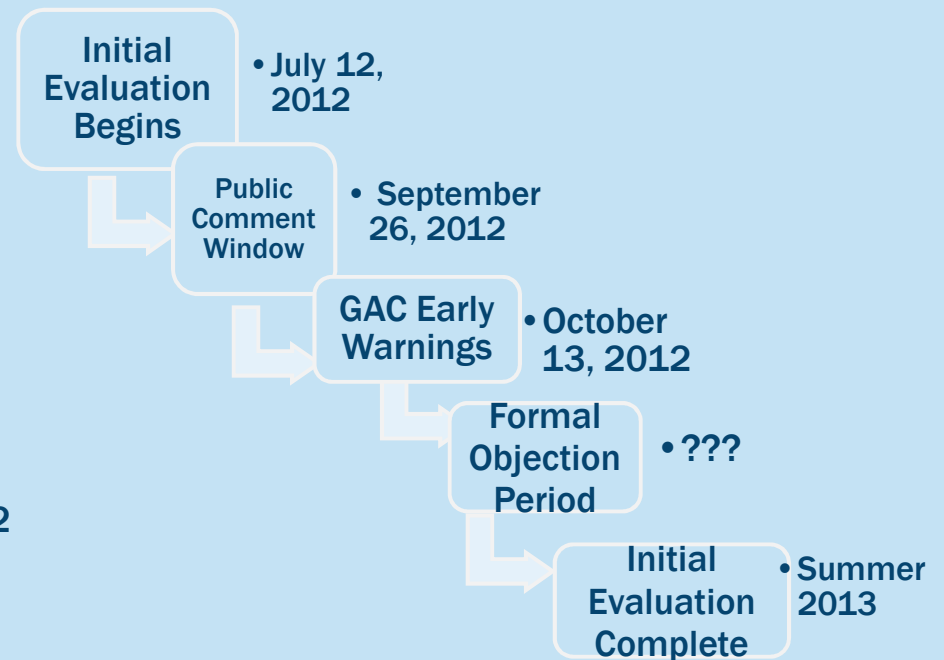 Initial
Evaluation
Begins
• July 12,
2012
Public
Comment
Window
• September
26, 2012
GAC Early
Warnings
• October
13, 2012
Formal
Objection
Period
• ???
2
Initial
Evaluation
Complete
• Summer
2013